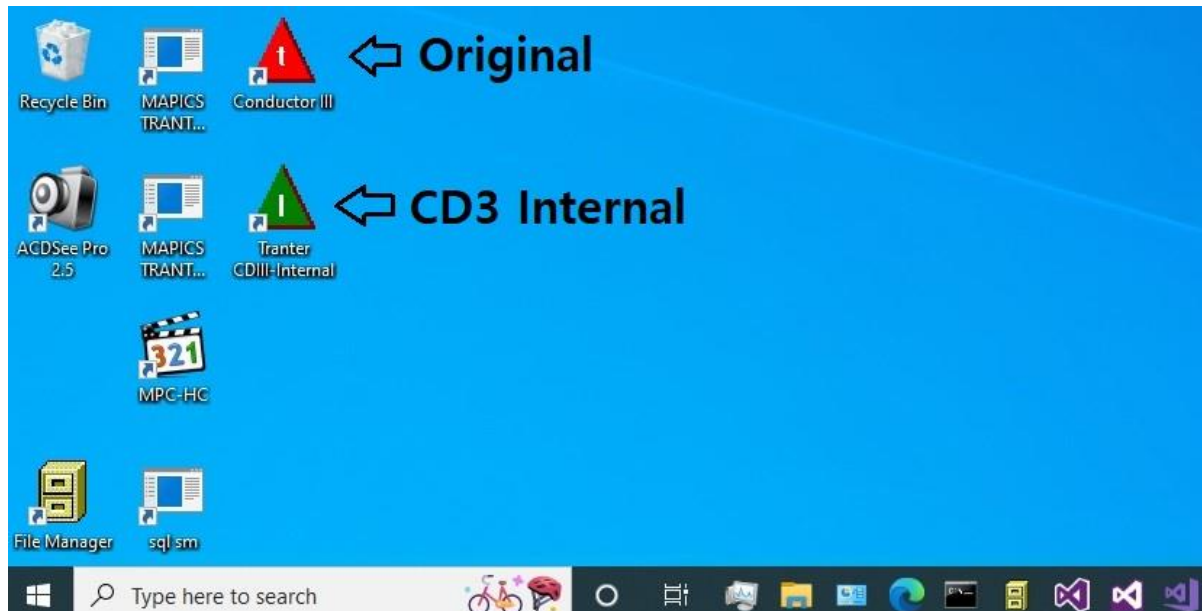 t
Original
Recycle Bin
MAPICS
TRANT...
Conductor III
I
CD3 Internal
ACDSee Pro
2.5
MAPICS
TRANT...
Tranter
CDIII-Internal
321
MPC-HC
File Manager
sql sm
Type here to search